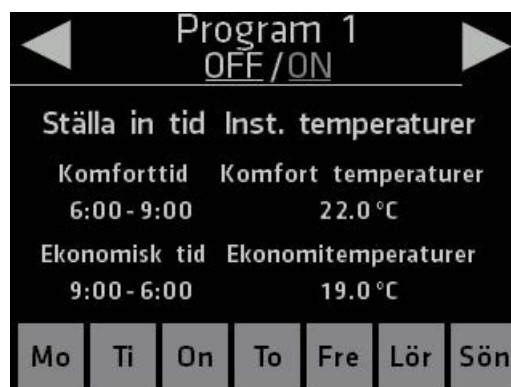 Program 1
OFF/ON
Ställa in tid Inst. temperaturer
Komforttid Komfort temperaturer
6:00-9:00 22.0°C
Ekonomisk tid Ekonomitemperaturer
9:00-6:00 19.0°C
Mo Ti On To Fre Lör Sön